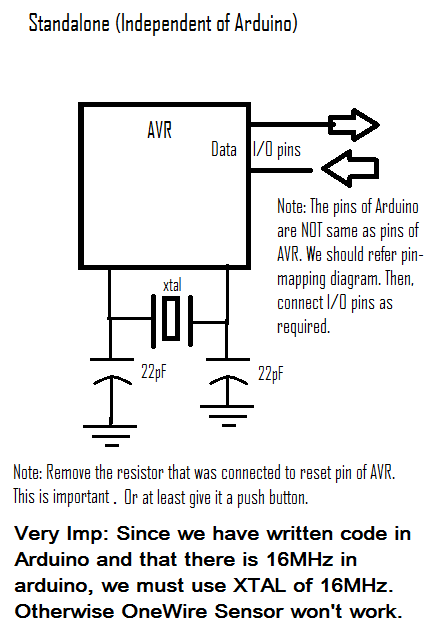 Standalone (Independent of Arduino)
AVR
Data I/O pins
Note: The pins of Arduino
are NOT same as pins of
AVR. We should refer pin-
mapping diagram. Then,
connect I/O pins as
required.
xtal
22pF
22pF
Note: Remove the resistor that was connected to reset pin of AVR.
This is important . Or at least give it a push button.
Very Imp: Since we have written code in
Arduino and that there is 16MHz in
arduino, we must use XTAL of 16MHz.
Otherwise OneWire Sensor won't work.